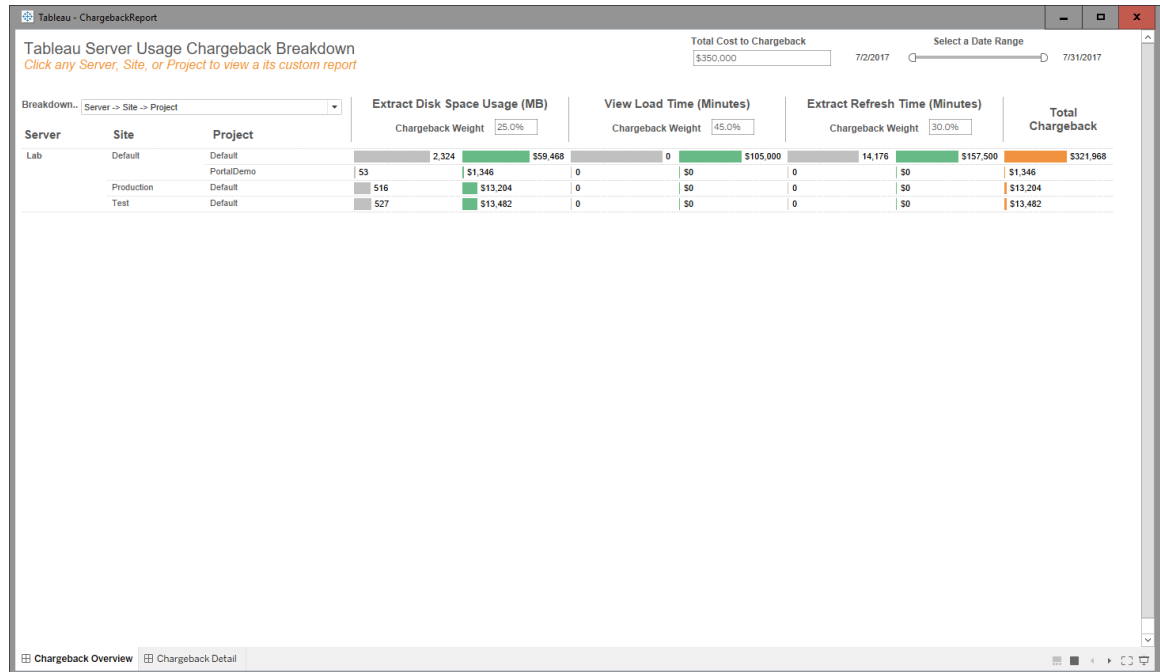 Tableau - ChargebackReport
Tableau Server Usage Chargeback Breakdown
Click any Server, Site, or Project to view a its custom report
Total Cost to Chargeback
$350,000
Select a Date Range
7/2/2017 7/31/2017
Breakdown.. Server -> Site -> Project
Extract Disk Space Usage (MB)
Chargeback Weight 25.0%
View Load Time (Minutes)
Chargeback Weight 45.0%
Extract Refresh Time (Minutes)
Chargeback Weight 30.0%
Total
Chargeback
Server Site Project
Lab Default Default 2,324 $59,468 0 $105,000 14,176 $157,500 $321,968
PortalDemo 53 $1,346 0 $0 0 $0 $1,346
Production Default 516 $13,204 0 $0 0 $0 $13,204
Test Default 527 $13,482 0 $0 0 $0 $13,482
Chargeback Overview Chargeback Detail